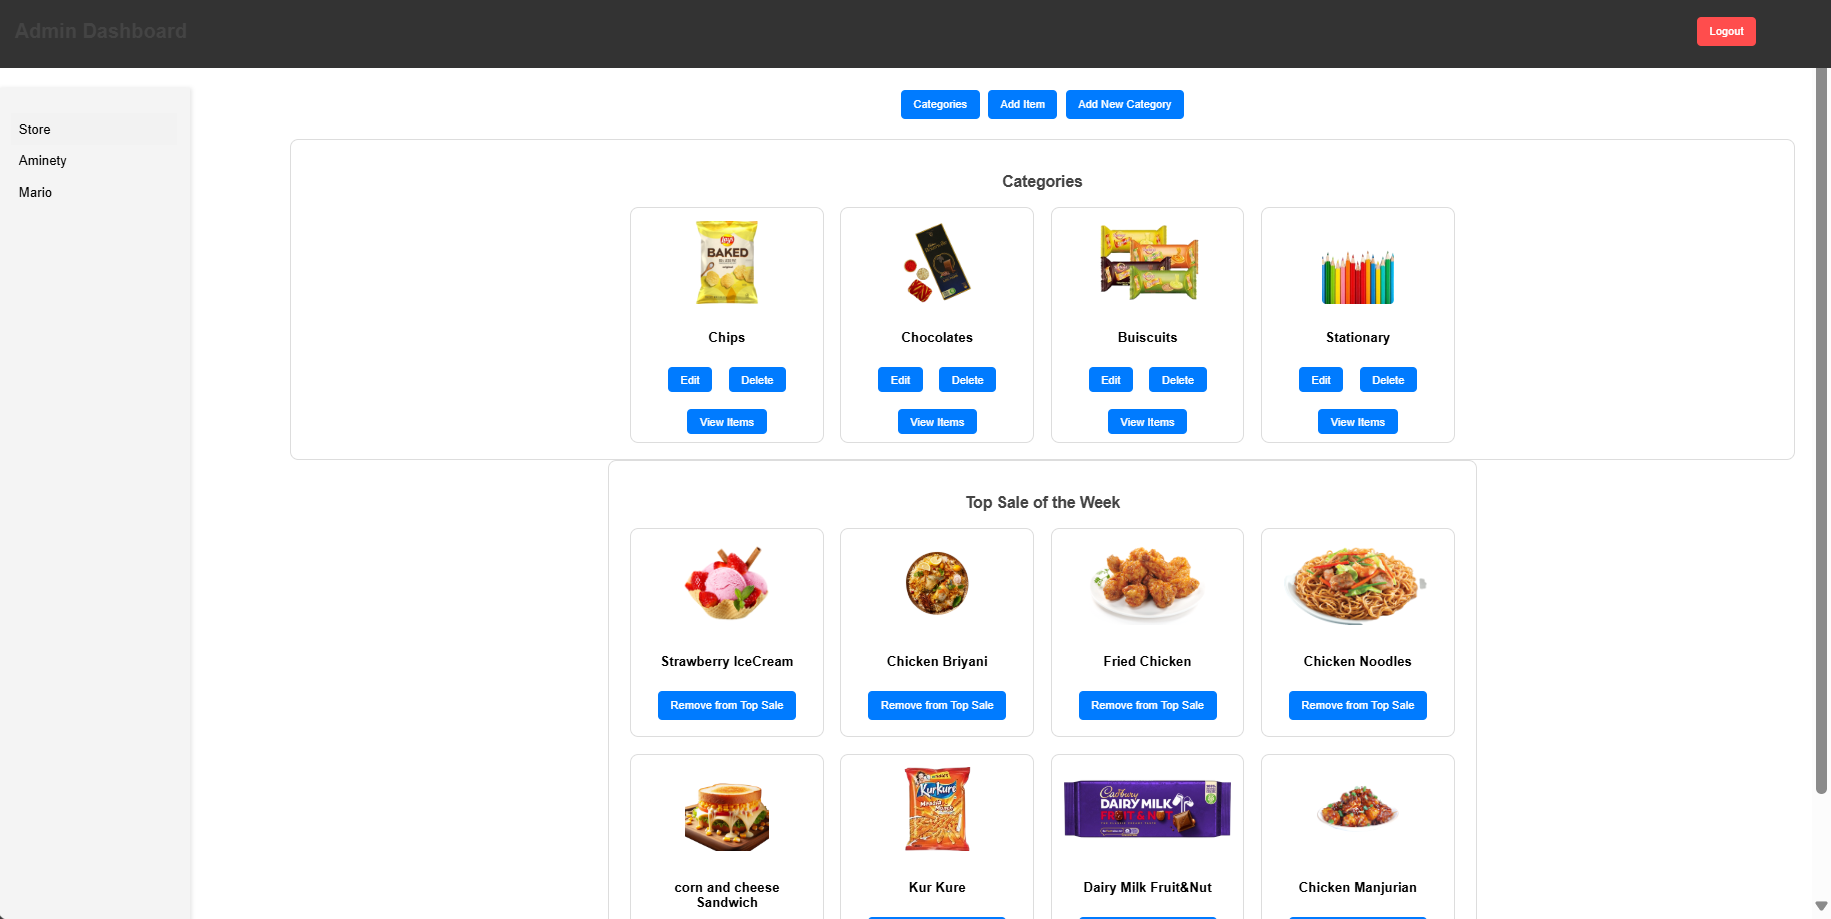 Admin Dashboard
Logout
Store
Aminety
Mario
Categories
Add Item
Add New Category
Categories
BAKED
Chips
Chocolates
Buiscuits
Stationary
Edit
Delete
Edit
Delete
Edit
Delete
Edit
Delete
View Items
View Items
View Items
View Items
Top Sale of the Week
Strawberry IceCream
Chicken Briyani
Fried Chicken
Chicken Noodles
Remove from Top Sale
Remove from Top Sale
Remove from Top Sale
Remove from Top Sale
KurKure
Cadbury
DAIRY MILK
FRUIT & NUT
corn and cheese
Sandwich
Kur Kure
Dairy Milk Fruit&Nut
Chicken Manjurian